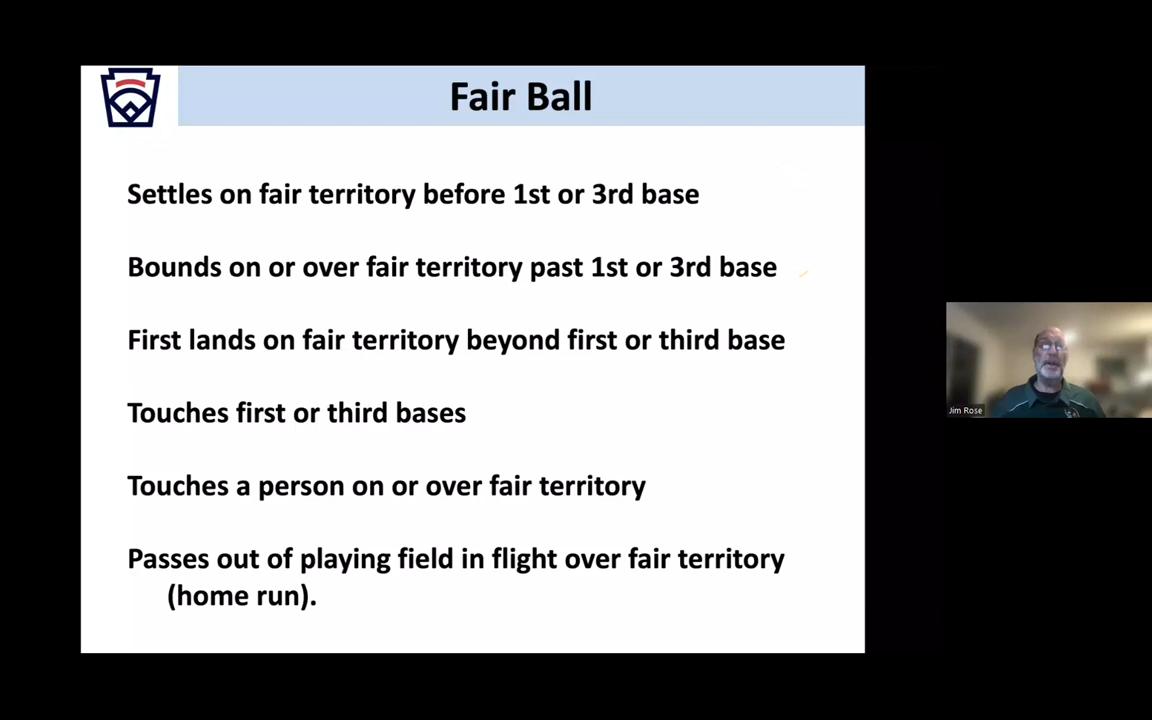 Fair Ball
Settles on fair territory before 1st or 3rd base
Bounds on or over fair territory past 1st or 3rd base
First lands on fair territory beyond first or third base
Touches first or third bases
Touches a person on or over fair territory
Passes out of playing field in flight over fair territory
(home run).
Jim Rose